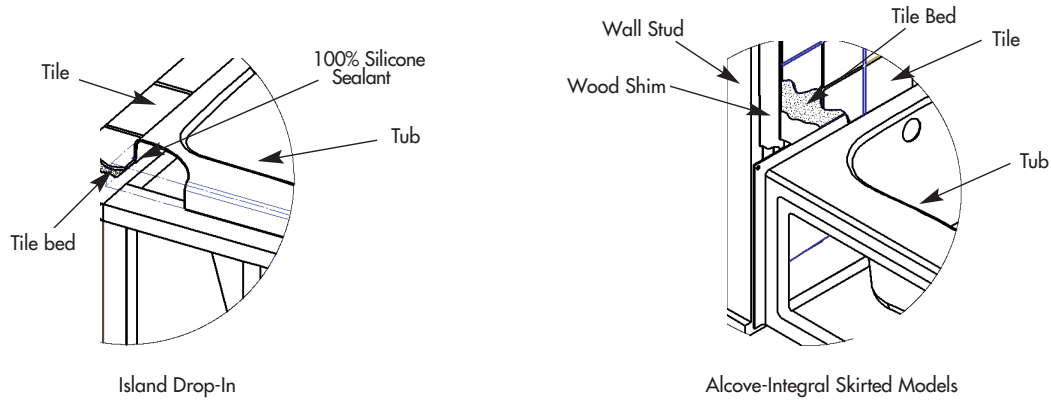 Tile
100% Silicone
Sealant
Tub
Tile bed
Island Drop-In
Wall Stud
Tile Bed
Tile
Wood Shim
Tub
Alcove-Integral Skirted Models